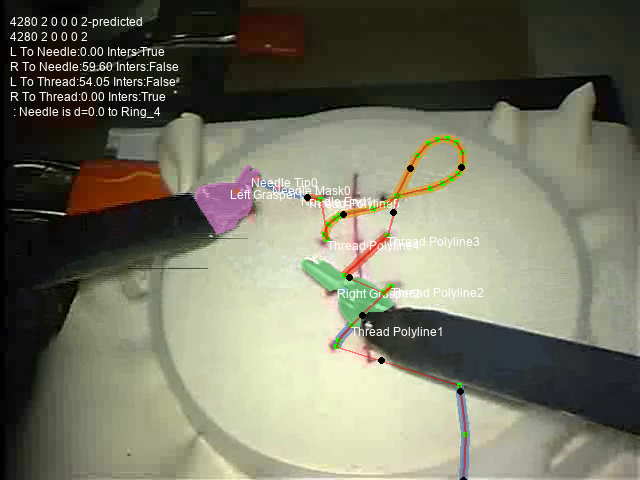 4280 2 0 0 0 2-predicted
4280 2 0 0 0 2
L To Needle:0.00 Inters:True
R To Needle:59.60 Inters:False
L To Thread:54.05 Inters:False
R To Thread:0.00 Inters:True
: Needle is d=0.0 to Ring_4
Needle Tip0
Needle Mask0
Left Grasper
Thread Polyline4
Thread Polyline3
Thread Polyline2
Thread Polyline1